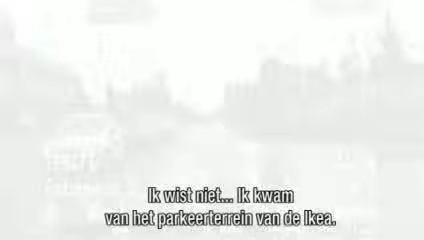 Ik wist niet... Ik kwam
van het parkeerterrein van de Ikea.